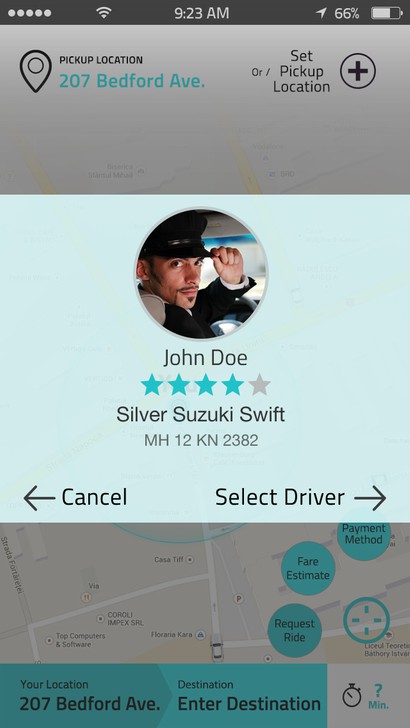 9:23 AM
66%
PICKUP LOCATION
207 Bedford Ave.
Or /
Set
Pickup
Location
John Doe
Silver Suzuki Swift
MH 12 KN 2382
Cancel
Select Driver
Payment
Method
Strada Fortăreței
Casa Tiff
Fare
Estimate
Via
P
COROLI
IMPEX SRL
Top Computers
& Software
Florana Kara
Request
Ride
Liceul Teoretic
Báthory István
Your Location
207 Bedford Ave.
Destination
Enter Destination
?
Min.